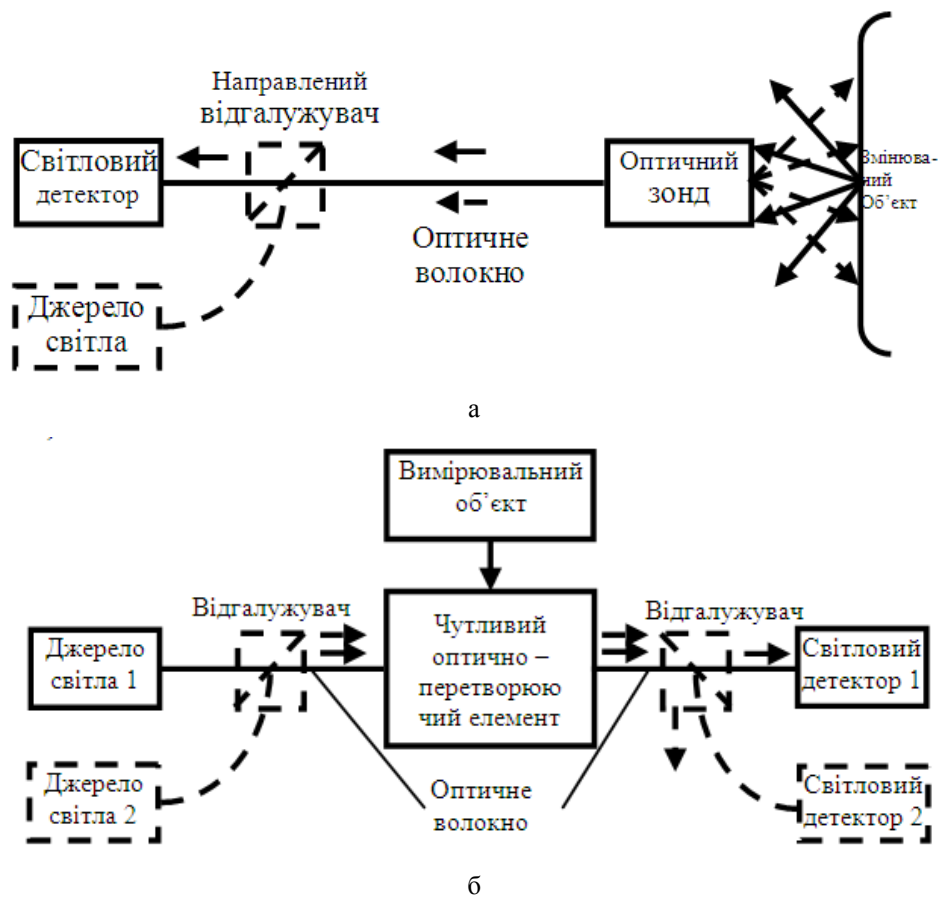 Направлений
відгалужувач
Світловий
детектор
Оптичний
зонд
Змінюва-
ний
Об’єкт
Оптичне
волокно
Джерело
світла
а
Вимірювальний
об’єкт
Відгалужувач
Відгалужувач
Джерело
світла 1
Чутливий
оптично –
перетворюю
чий елемент
Світловий
детектор 1
Джерело
світла 2
Оптичне
волокно
Світловий
детектор 2
б